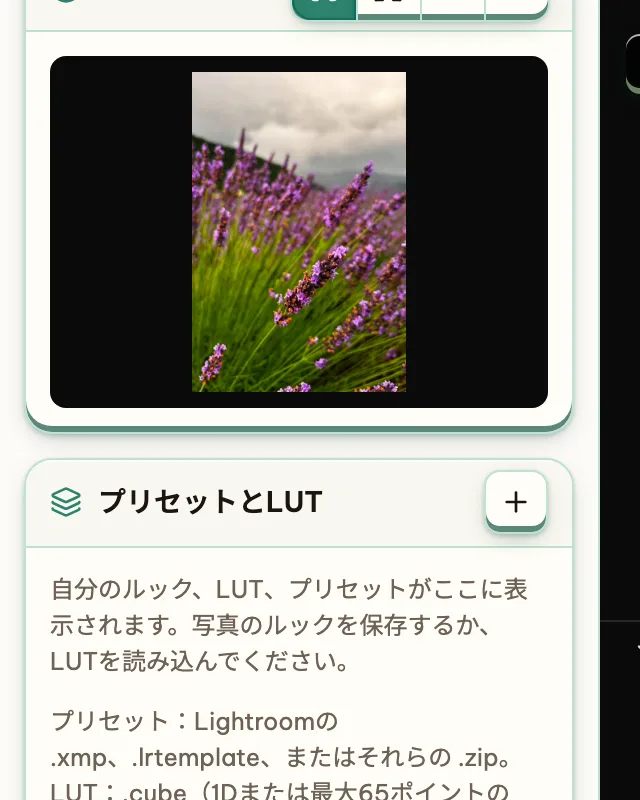 プリセットとLUT
自分のルック、LUT、プリセットがここに表
示されます。写真のルックを保存するか、
LUTを読み込んでください。
プリセット：Lightroomの
.xmp、.lrtemplate、またはそれらの .zip。
LUT：.cube（1Dまたは最大65ポイントの